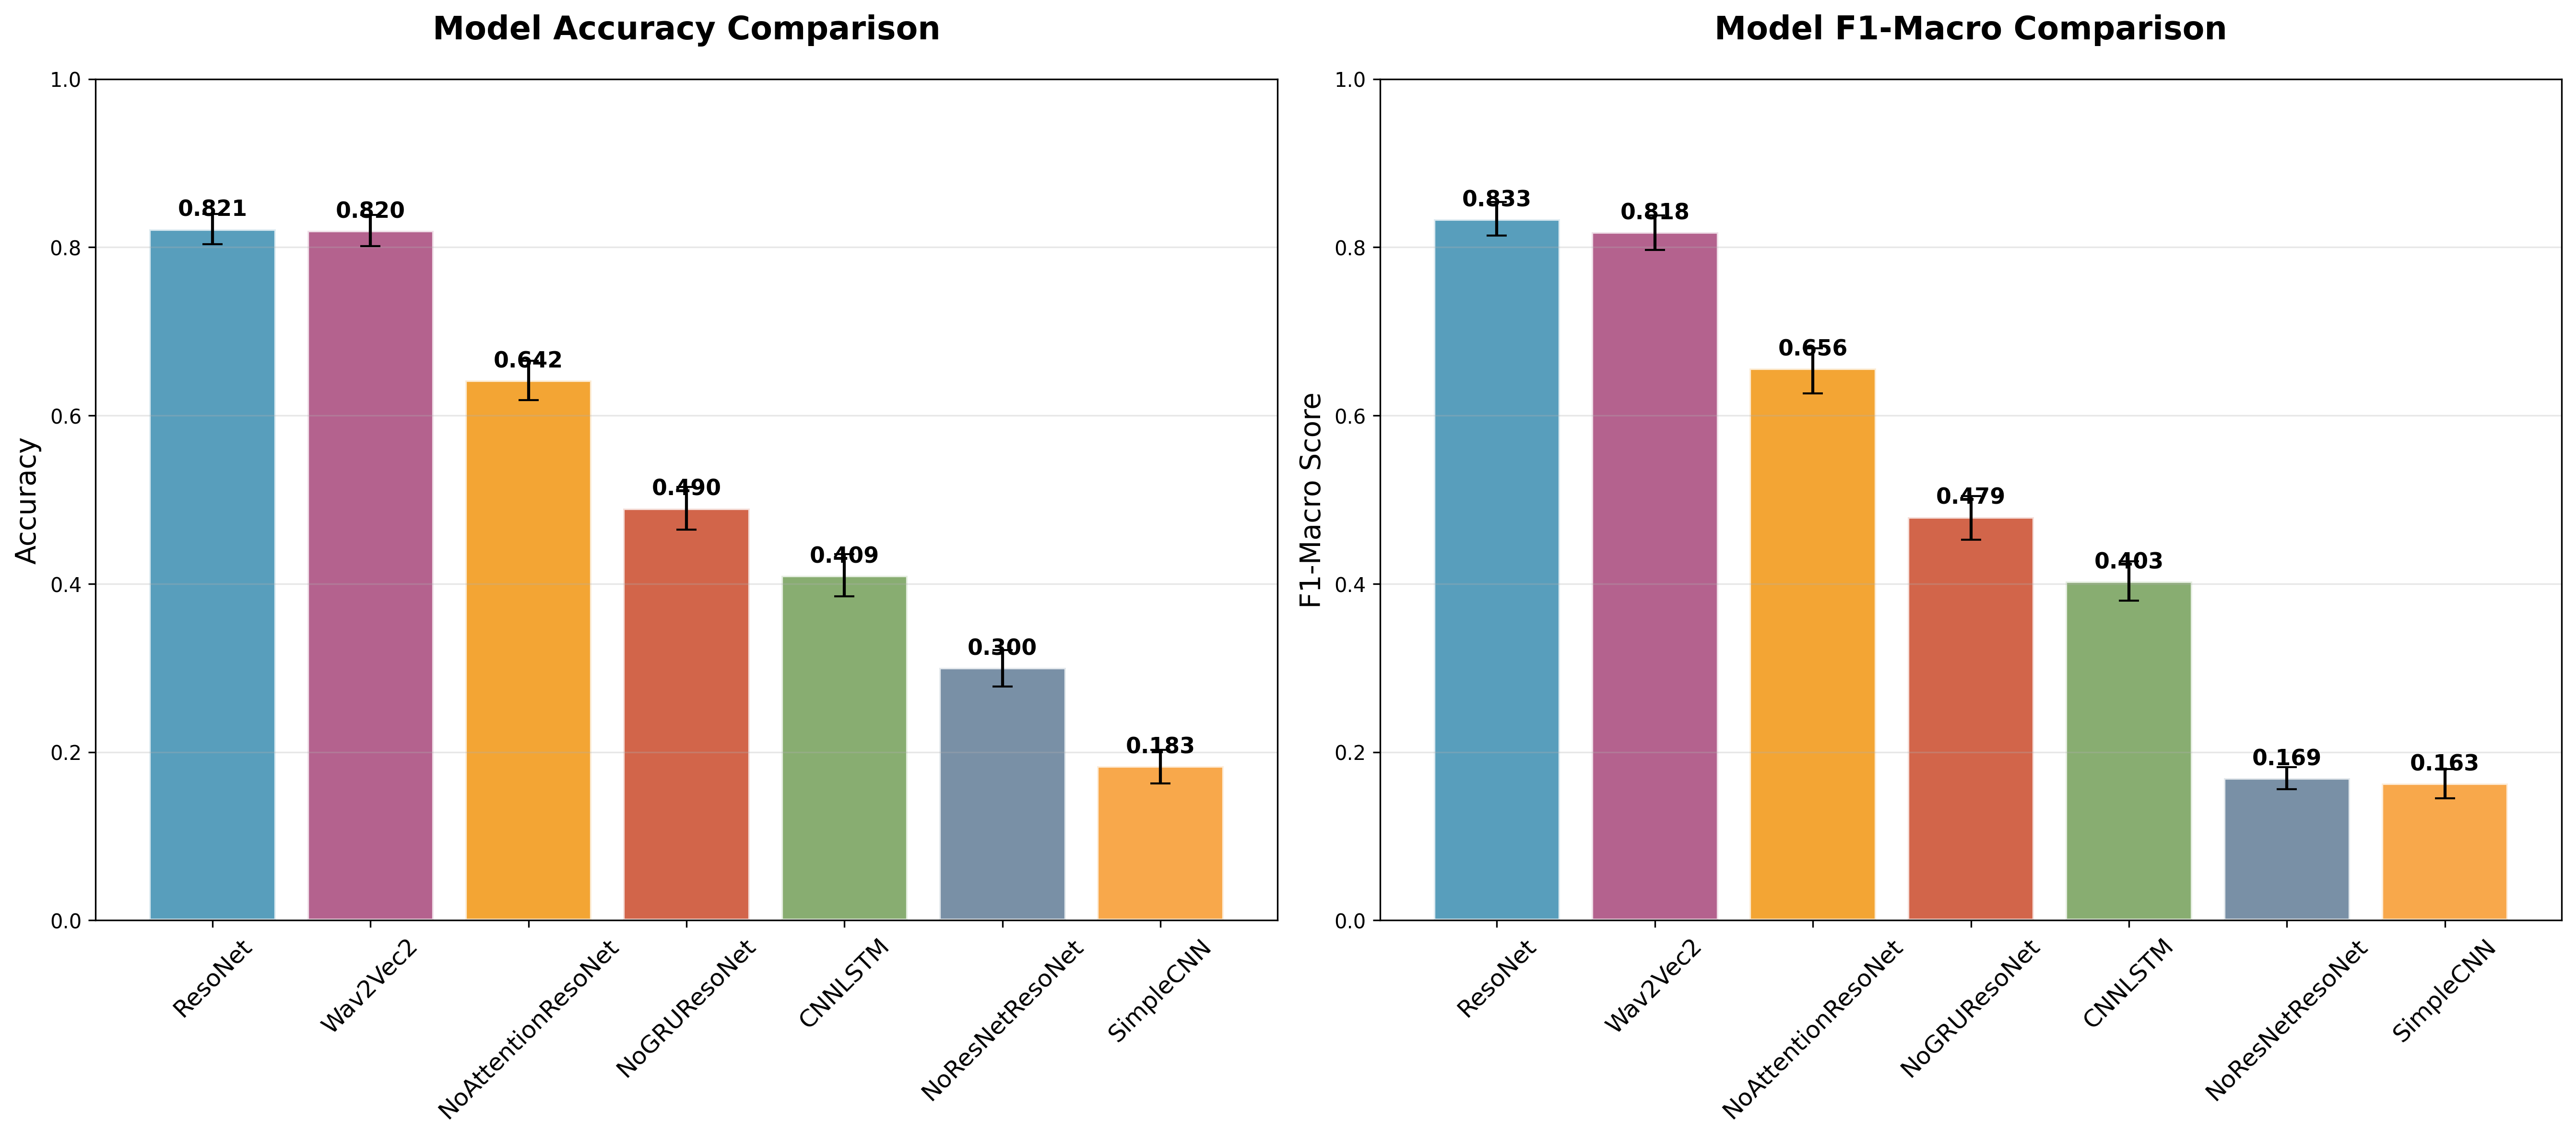 Model Accuracy Comparison
Accuracy
1.0
0.8
0.6
0.4
0.2
0.0
0.821
0.820
0.642
0.490
0.409
0.300
0.183
ResoNet
Wav2Vec2
NoAttentionResoNet
NoGRUResoNet
CNNLSTM
NoResNetResoNet
SimpleCNN
Model F1-Macro Comparison
F1-Macro Score
1.0
0.8
0.6
0.4
0.2
0.0
0.833
0.818
0.656
0.479
0.403
0.169
0.163
ResoNet
Wav2Vec2
NoAttentionResoNet
NoGRUResoNet
CNNLSTM
NoResNetResoNet
SimpleCNN